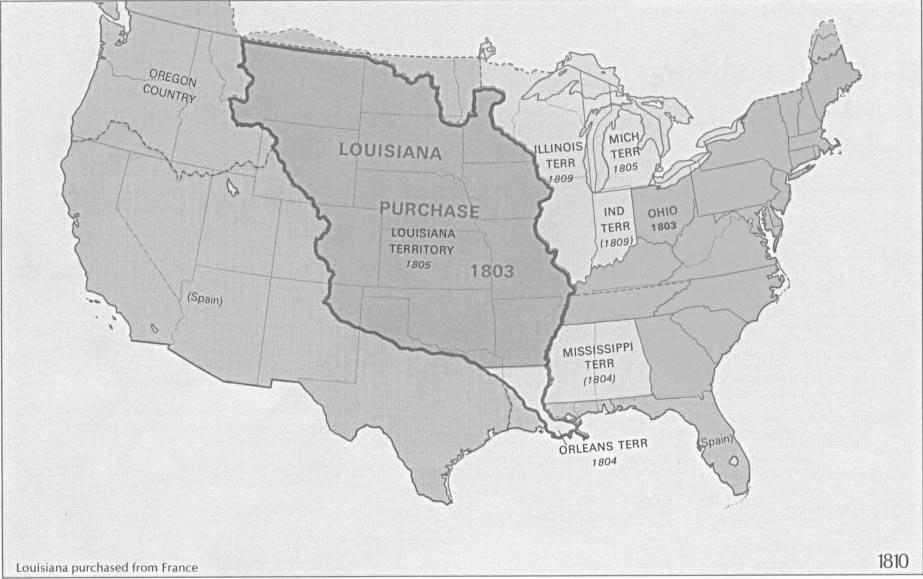 OREGON
COUNTRY
LOUISIANA
PURCHASE
LOUISIANA
TERRITORY
1805
1803
ILLINOIS
TERR
1809
MICH
TERR
1805
IND
TERR
(1809)
OHIO
1803
(Spain)
MISSISSIPPI
TERR
(1804)
ORLEANS TERR
1804
(Spain)
Louisiana purchased from France
1810